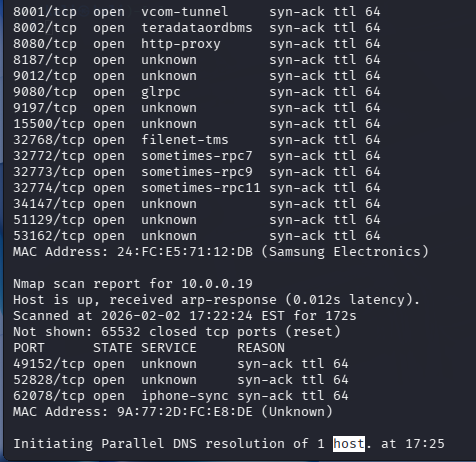 8001/tcp open vcom-tunnel syn-ack ttl 64
8002/tcp open teradataordbms syn-ack ttl 64
8080/tcp open http-proxy syn-ack ttl 64
8187/tcp open unknown syn-ack ttl 64
9012/tcp open unknown syn-ack ttl 64
9080/tcp open glrpc syn-ack ttl 64
9197/tcp open unknown syn-ack ttl 64
15500/tcp open unknown syn-ack ttl 64
32768/tcp open filenet-tms syn-ack ttl 64
32772/tcp open sometimes-rpc7 syn-ack ttl 64
32773/tcp open sometimes-rpc9 syn-ack ttl 64
32774/tcp open sometimes-rpc11 syn-ack ttl 64
34147/tcp open unknown syn-ack ttl 64
51129/tcp open unknown syn-ack ttl 64
53162/tcp open unknown syn-ack ttl 64
MAC Address: 24:FC:E5:71:12:DB (Samsung Electronics)
Nmap scan report for 10.0.0.19
Host is up, received arp-response (0.012s latency).
Scanned at 2026-02-02 17:22:24 EST for 172s
Not shown: 65532 closed tcp ports (reset)
PORT STATE SERVICE REASON
49152/tcp open unknown syn-ack ttl 64
52828/tcp open unknown syn-ack ttl 64
62078/tcp open iphone-sync syn-ack ttl 64
MAC Address: 9A:77:2D:FC:E8:DE (Unknown)
Initiating Parallel DNS resolution of 1 host. at 17:25